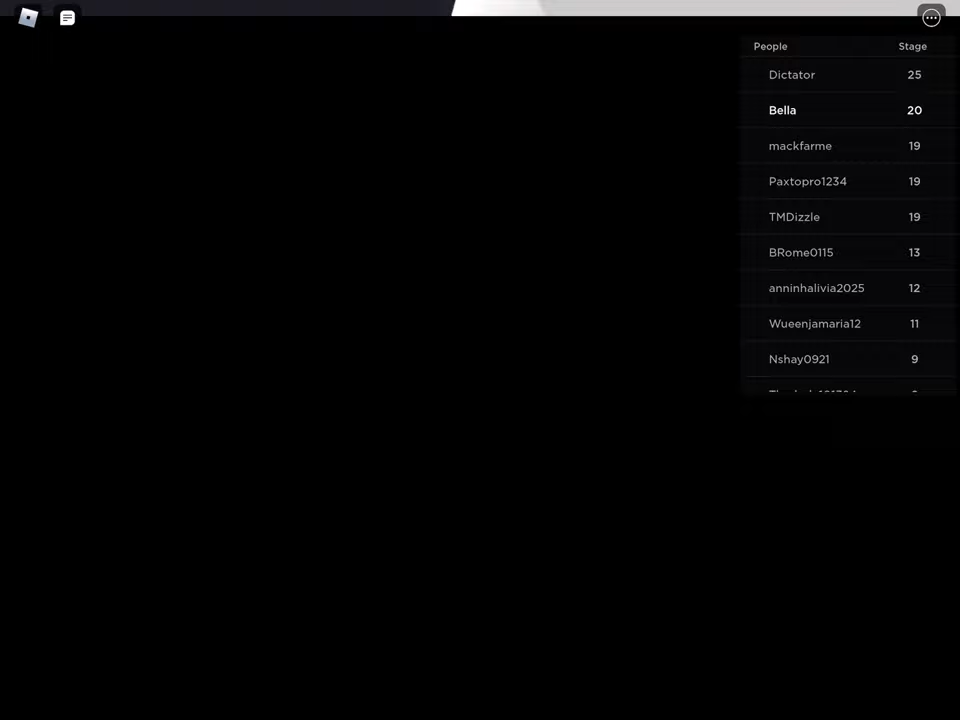 People Stage
Dictator 25
Bella 20
mackfarme 19
Paxtopro1234 19
TMDizzle 19
BRome0115 13
anninhalivia2025 12
Wueenjamaria12 11
Nshay0921 9